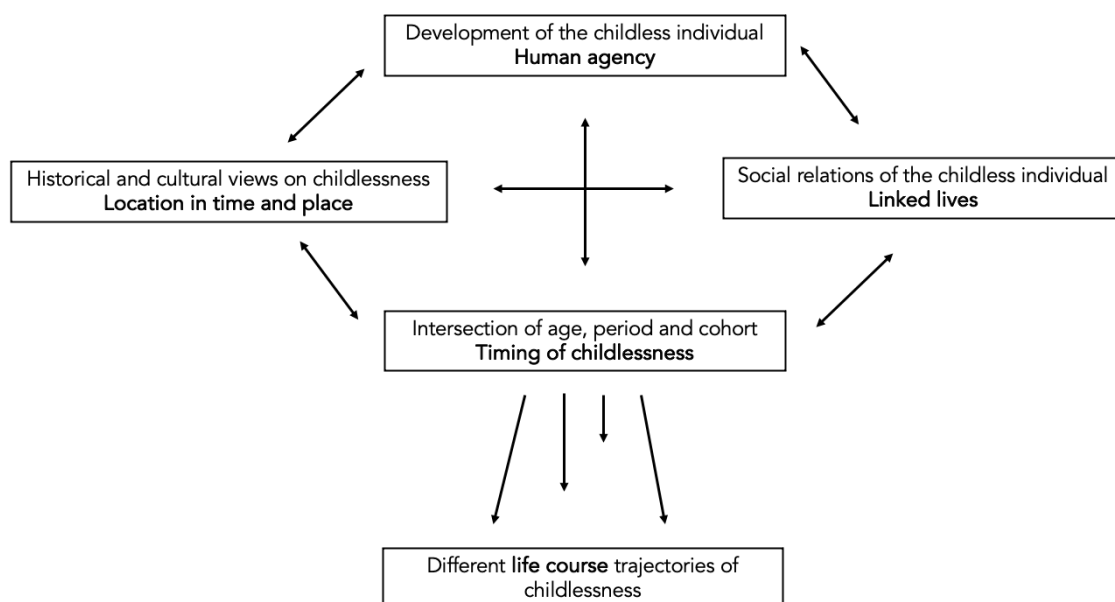 Development of the childless individual
Human agency
Historical and cultural views on childlessness
Location in time and place
Social relations of the childless individual
Linked lives
Intersection of age, period and cohort
Timing of childlessness
Different life course trajectories of
childlessness